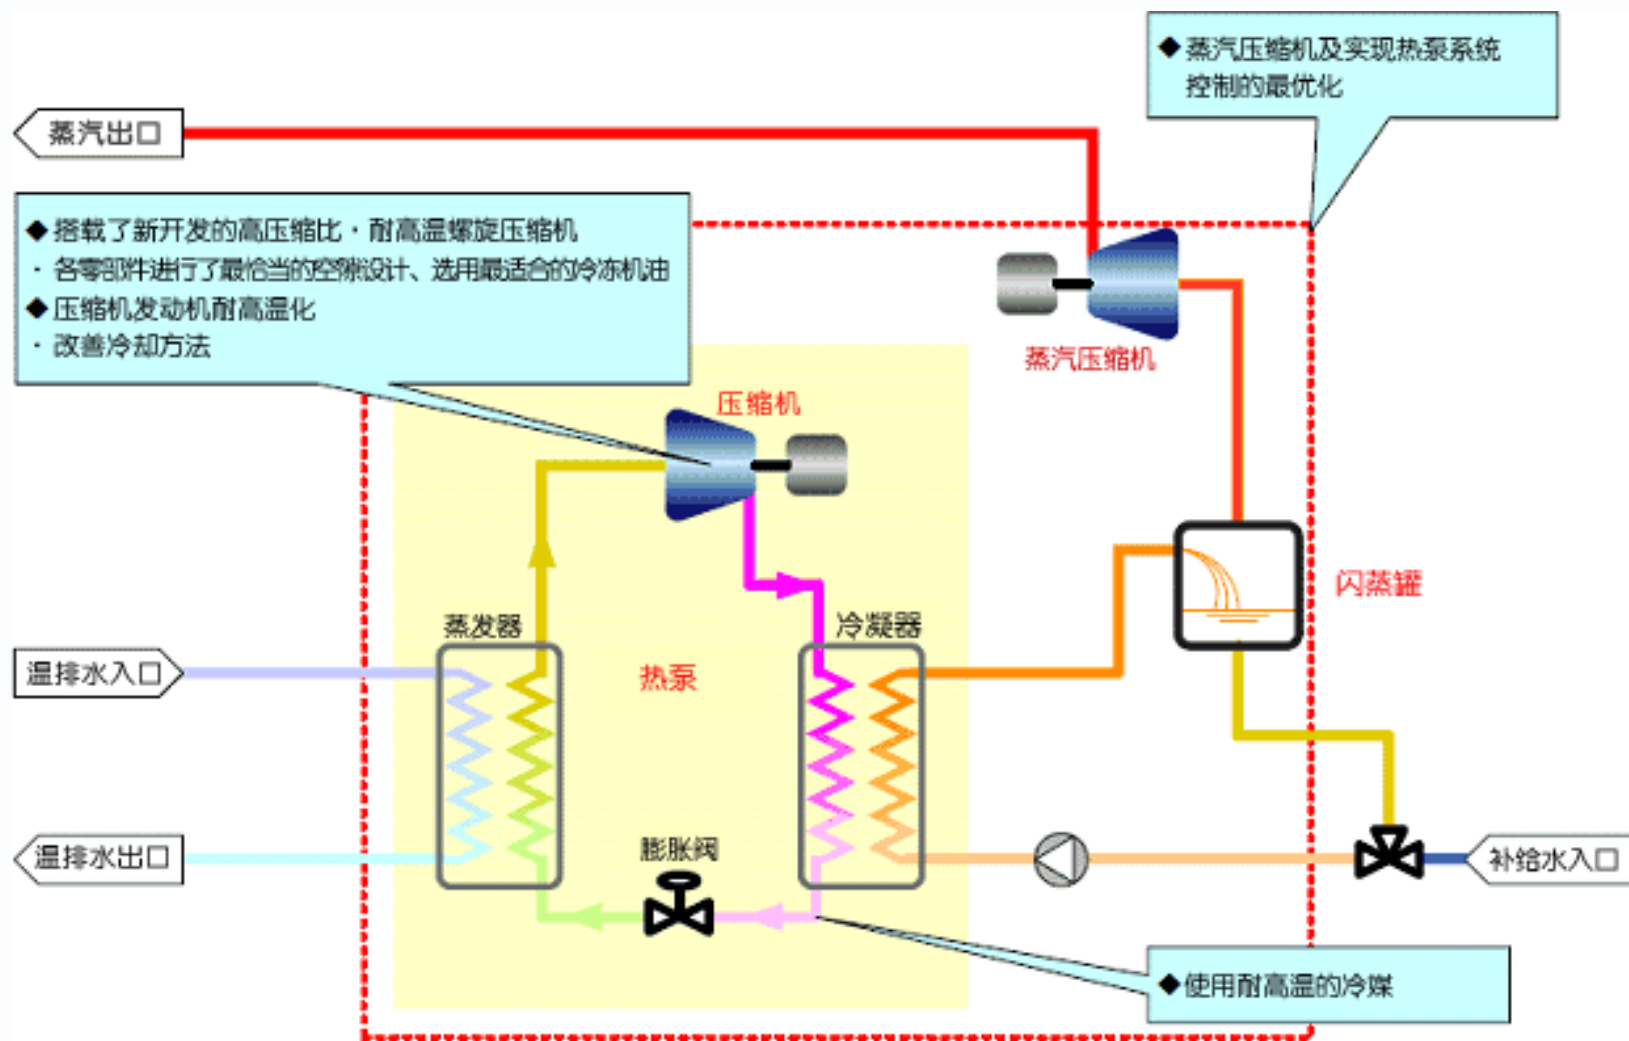 ◆ 蒸汽压缩机及实现热泵系统
控制的最优化
蒸汽出口
◆ 搭载了新开发的高压缩比・耐高温螺旋压缩机
・各零部件进行了最恰当的空隙设计、选用最适合的冷冻机油
◆ 压缩机发动机耐高温化
・改善冷却方法
蒸汽压缩机
压缩机
闪蒸罐
蒸发器
冷凝器
温排水入口
热泵
膨胀阀
温排水出口
补给水入口
◆ 使用耐高温的冷媒